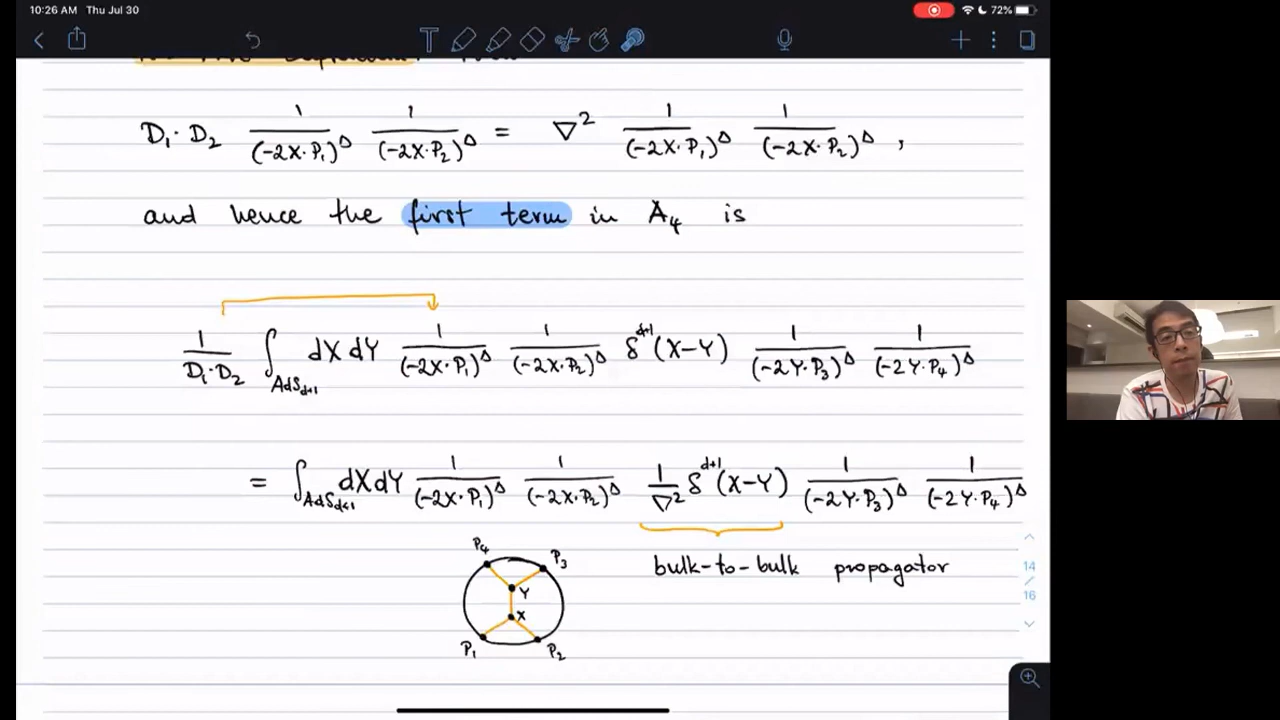 10:26 AM Thu Jul 30 72%
D₁·D₂ 1/(-2X·P₁)^Δ 1/(-2X·P₂)^Δ = ∇² 1/(-2X·P₁)^Δ 1/(-2X·P₂)^Δ ,
and hence the first term in A₄ is
1/(D₁·D₂) ∫_{AdS_{d+1}} dX dY 1/(-2X·P₁)^Δ 1/(-2X·P₂)^Δ δ^{d+1}(X-Y) 1/(-2Y·P₃)^Δ 1/(-2Y·P₄)^Δ
= ∫_{AdS_{d+1}} dX dY 1/(-2X·P₁)^Δ 1/(-2X·P₂)^Δ 1/∇² δ^{d+1}(X-Y) 1/(-2Y·P₃)^Δ 1/(-2Y·P₄)^Δ
bulk-to-bulk propagator
P₄ P₃
Y
X
P₁ P₂
14
/
16